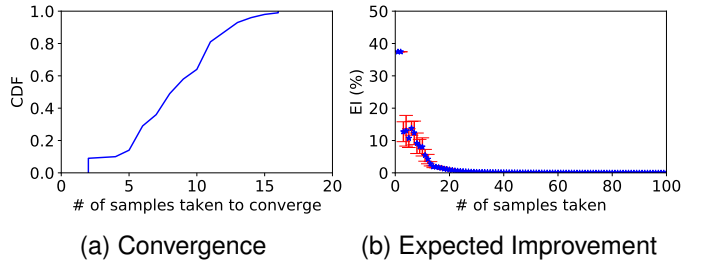 1.0
0.8
0.6
0.4
0.2
0.0
CDF
0 5 10 15 20
# of samples taken to converge
(a) Convergence
50
40
30
20
10
0
EI (%)
0 20 40 60 80 100
# of samples taken
(b) Expected Improvement